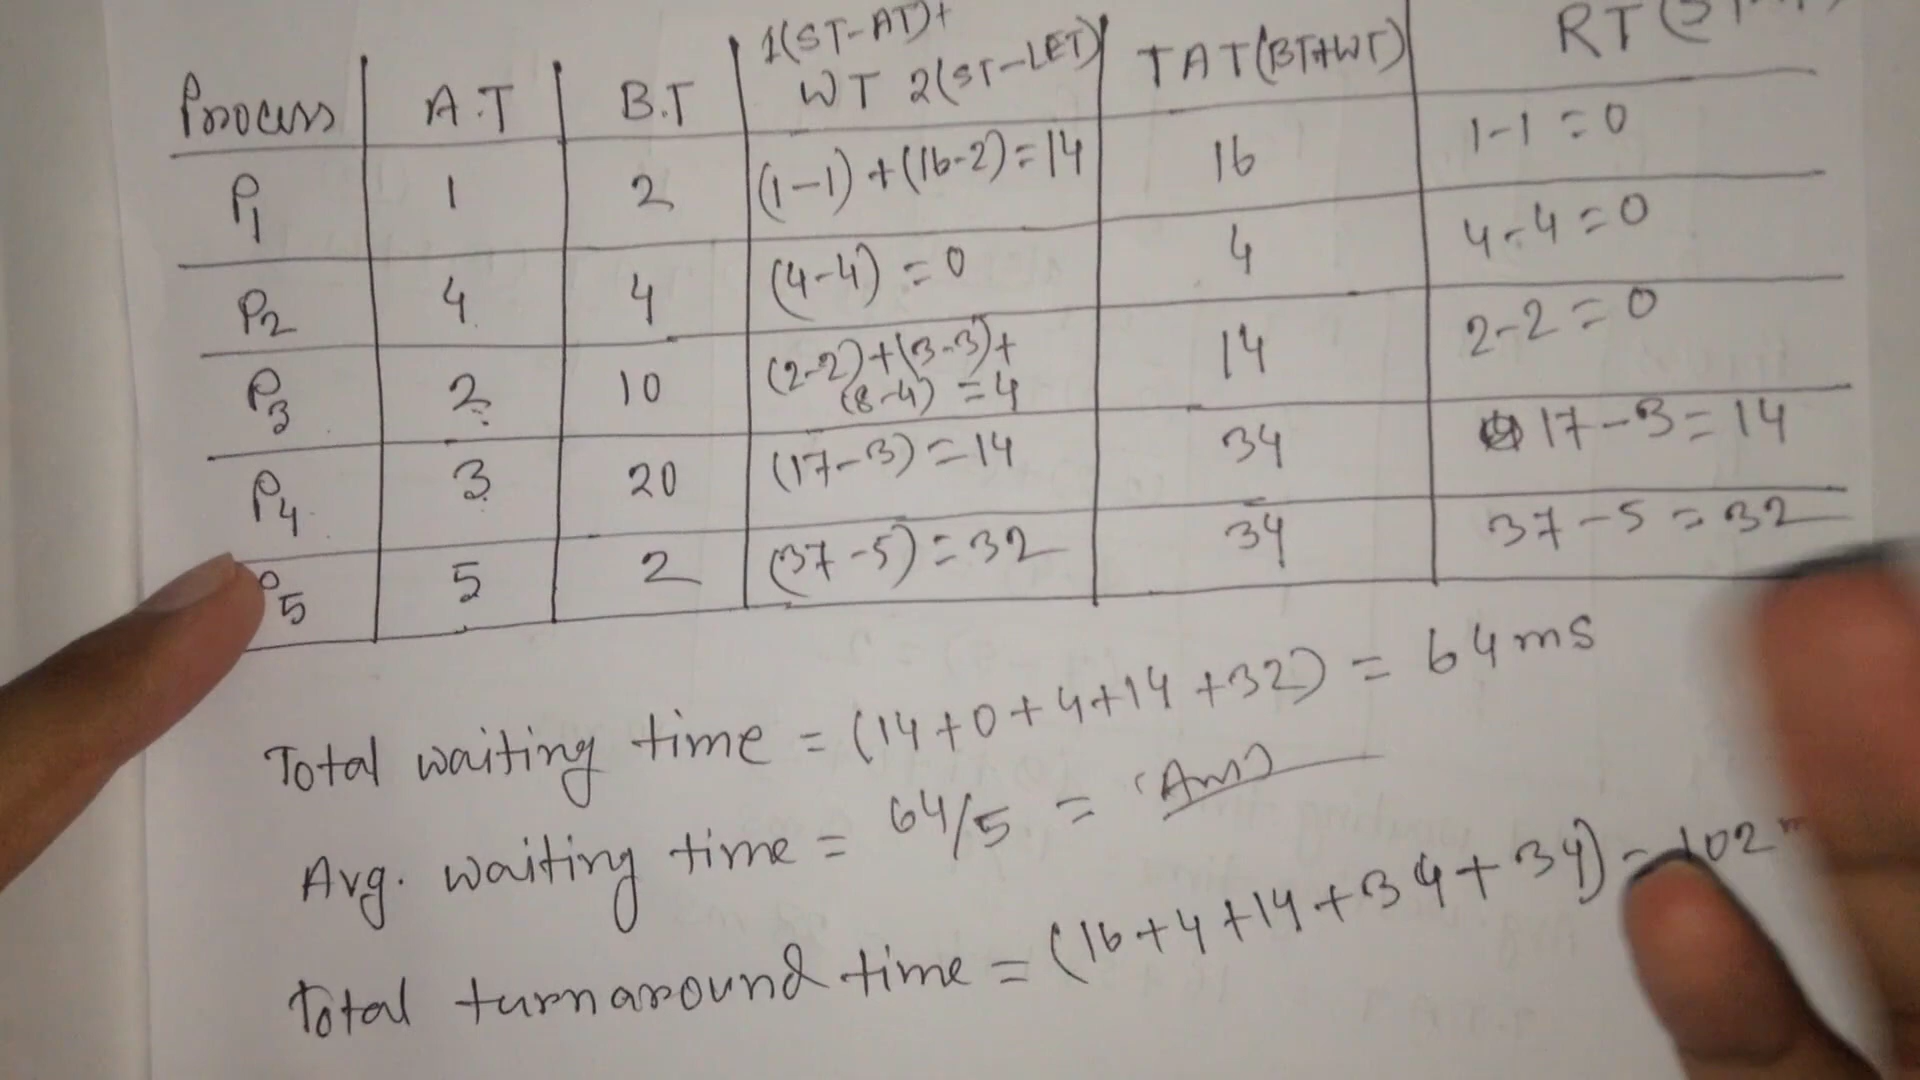 1(ST-AT)+
Process A.T B.T WT 2(ST-LET) TAT(BT+WT) RT
P1 1 2 (1-1)+(16-2)=14 16 1-1=0
P2 4 4 (4-4)=0 4 4-4=0
P3 2 10 (2-2)+(3-3)+ 14 2-2=0
(8-4)=4
P4 3 20 (17-3)=14 34 17-3=14
P5 5 2 (37-5)=32 34 37-5=32
Total waiting time = (14+0+4+14+32) = 64ms
Avg. waiting time = 64/5 = (Ans)
Total turnaround time = (16+4+14+34+34)=102